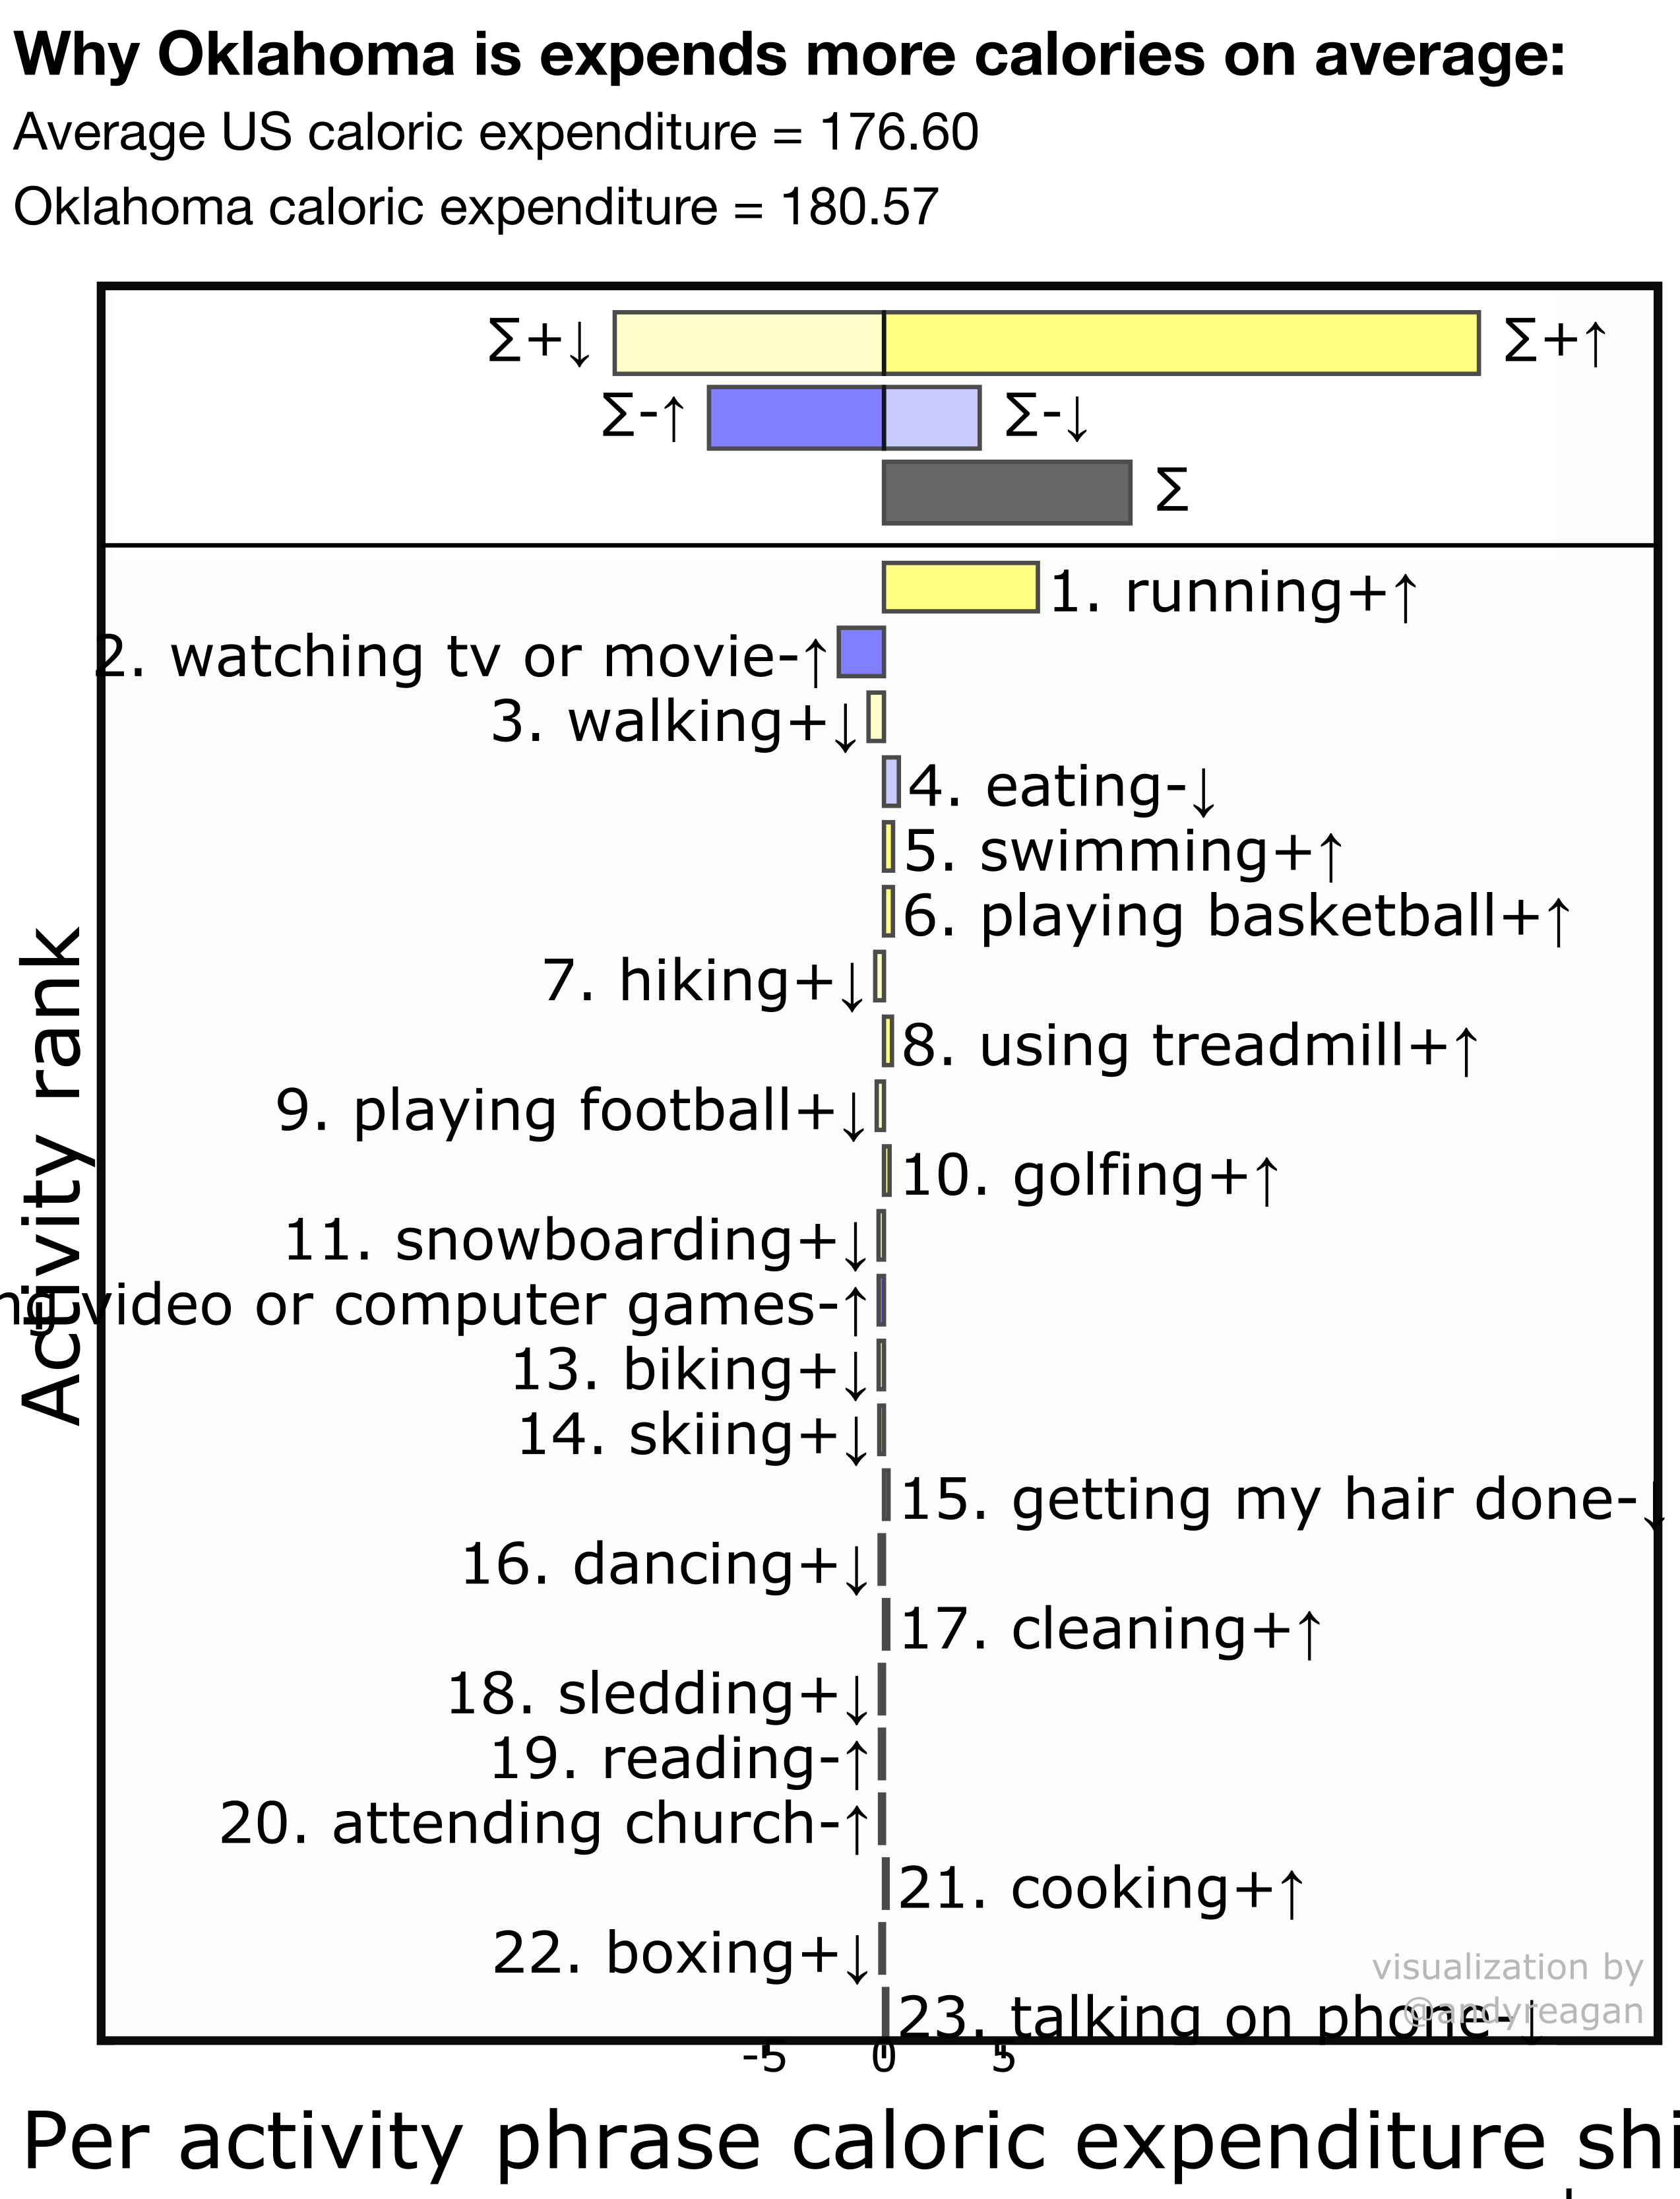 Why Oklahoma is expends more calories on average:
Average US caloric expenditure = 176.60
Oklahoma caloric expenditure = 180.57
∑+↓
∑+↑
∑-↑
∑-↓
∑
1. running+↑
2. watching tv or movie-↑
3. walking+↓
4. eating-↓
5. swimming+↑
6. playing basketball+↑
7. hiking+↓
8. using treadmill+↑
9. playing football+↓
10. golfing+↑
11. snowboarding+↓
ng video or computer games-↑
13. biking+↓
14. skiing+↓
15. getting my hair done-↓
16. dancing+↓
17. cleaning+↑
18. sledding+↓
19. reading-↑
20. attending church-↑
21. cooking+↑
22. boxing+↓
23. talking on phone-↓
visualization by
@andyreagan
Activity rank
-5 0 5
Per activity phrase caloric expenditure shi